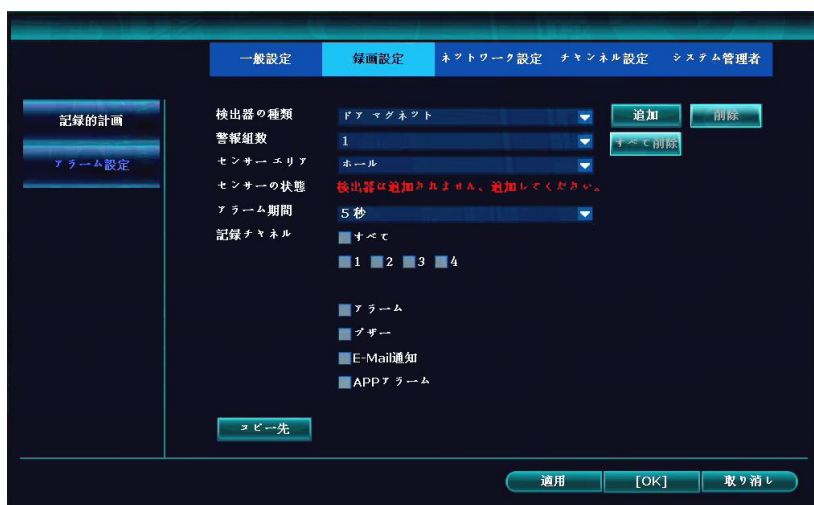 一般設定 録画設定 ネットワーク設定 チャンネル設定 システム管理者
記録的計画
アラーム設定
検出器の種類 ドア マグネット 追加 削除
警報組数 1 すべて削除
センサー エリア ホール
センサーの状態 検出器は追加されません、追加してください。
アラーム期間 5 秒
記録チャネル すべて
1 2 3 4
アラーム
ブザー
E-Mail通知
APPアラーム
コピー先
適用 [OK] 取り消し